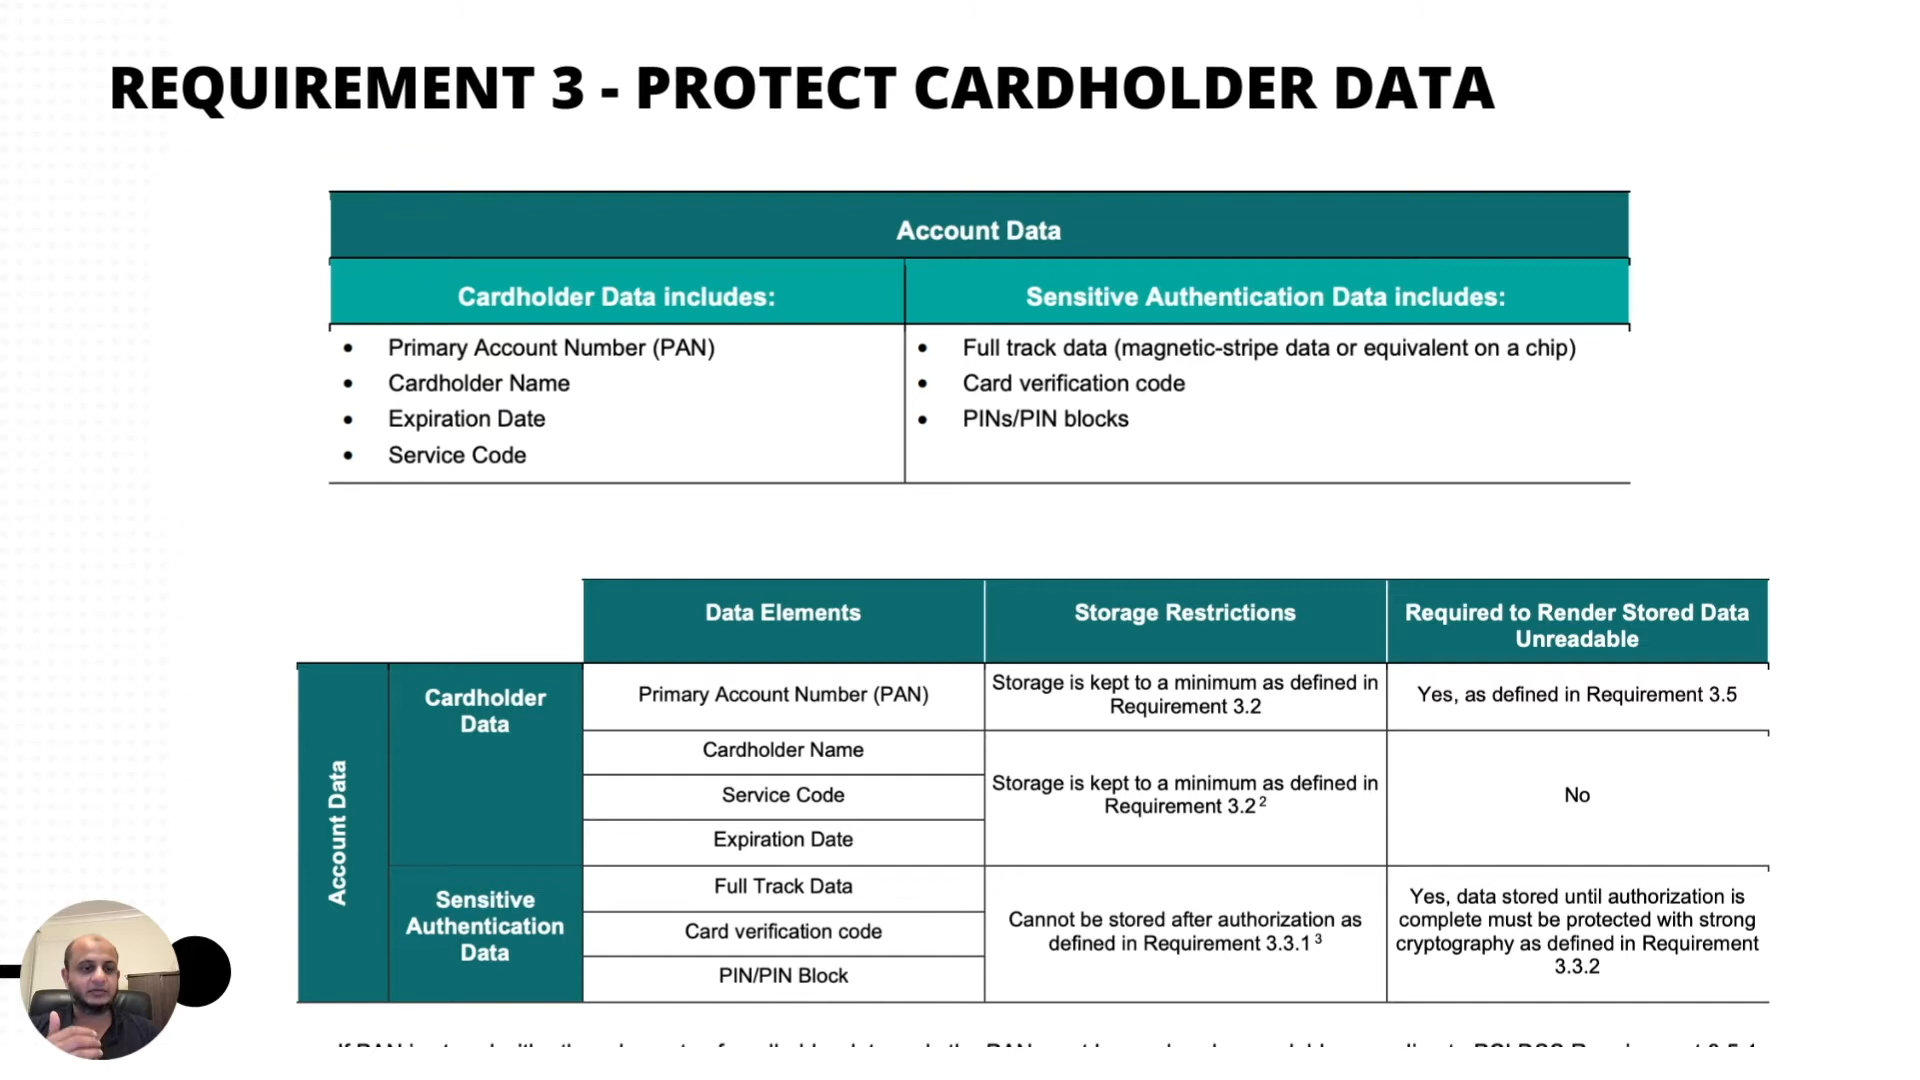 REQUIREMENT 3 - PROTECT CARDHOLDER DATA
Account Data
Cardholder Data includes:
Sensitive Authentication Data includes:
• Primary Account Number (PAN)
• Cardholder Name
• Expiration Date
• Service Code
• Full track data (magnetic-stripe data or equivalent on a chip)
• Card verification code
• PINs/PIN blocks
Data Elements
Storage Restrictions
Required to Render Stored Data
Unreadable
Account Data
Cardholder
Data
Primary Account Number (PAN)
Storage is kept to a minimum as defined in
Requirement 3.2
Yes, as defined in Requirement 3.5
Cardholder Name
Service Code
Expiration Date
Storage is kept to a minimum as defined in
Requirement 3.2 2
No
Sensitive
Authentication
Data
Full Track Data
Card verification code
PIN/PIN Block
Cannot be stored after authorization as
defined in Requirement 3.3.1 3
Yes, data stored until authorization is
complete must be protected with strong
cryptography as defined in Requirement
3.3.2